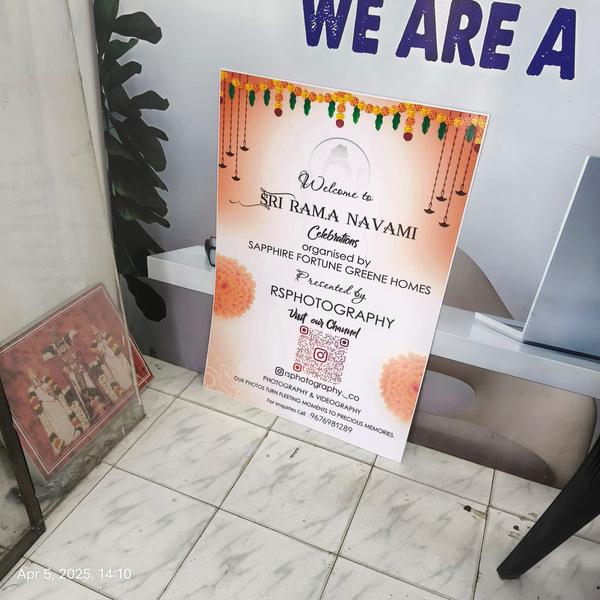 WE ARE A
Welcome to
SRI RAMA NAVAMI
Celebrations
organised by
SAPPHIRE FORTUNE GREENE HOMES
Presented by
RSPHOTOGRAPHY
Visit our Channel
rsphotography._co
PHOTOGRAPHY & VIDEOGRAPHY
OUR PHOTOS TURN FLEETING MOMENTS TO PRECIOUS MEMORIES.
For enquiries Call :9676981289
Apr 5, 2025, 14:10